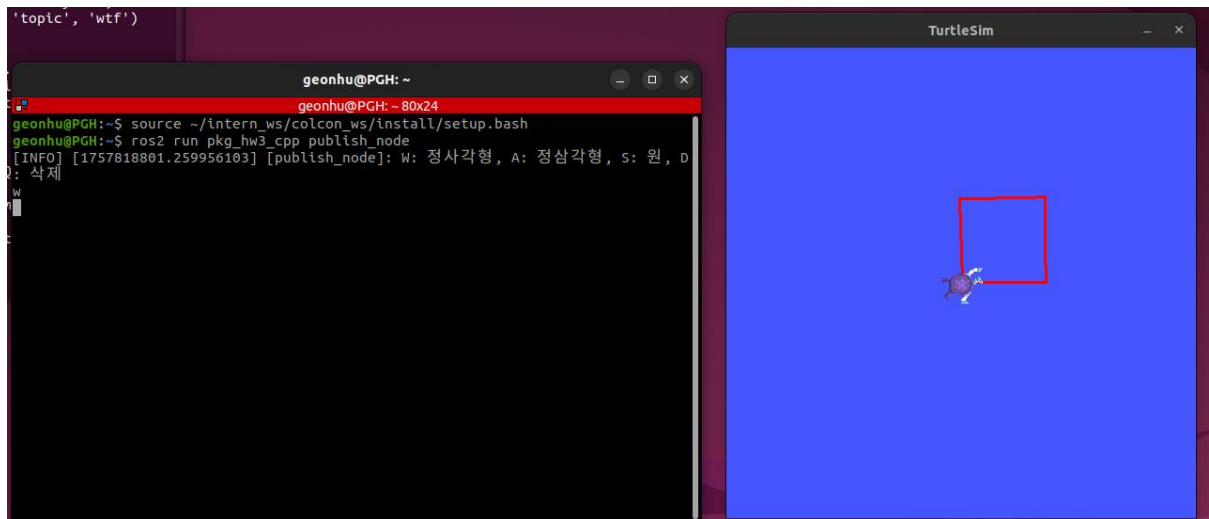 'topic', 'wtf')
TurtleSim
geonhu@PGH: ~
geonhu@PGH: ~ 80x24
geonhu@PGH:~$ source ~/intern_ws/colcon_ws/install/setup.bash
geonhu@PGH:~$ ros2 run pkg_hw3_cpp publish_node
[INFO] [1757818801.259956103] [publish_node]: W: 정사각형, A: 정삼각형, S: 원, D
: 삭제
w